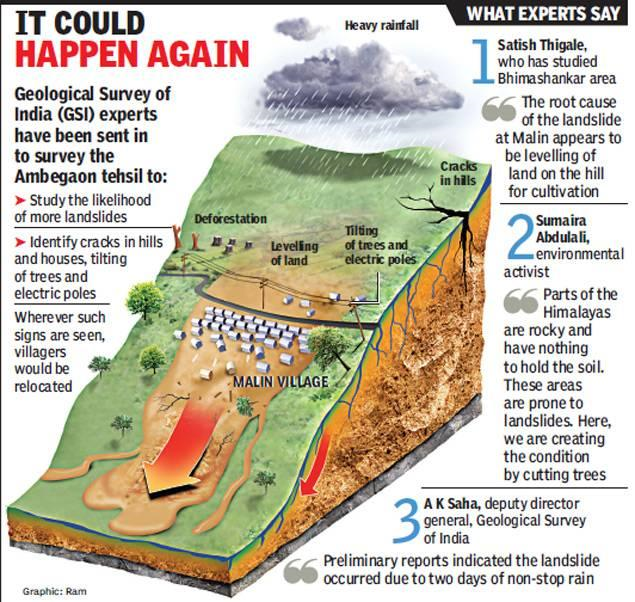 IT COULD
HAPPEN AGAIN
Geological Survey of
India (GSI) experts
have been sent in
to survey the
Ambegaon tehsil to:
➤ Study the likelihood
of more landslides
➤ Identify cracks in hills
and houses, tilting
of trees and
electric poles
Wherever such
signs are seen,
villagers
would be
relocated
Heavy rainfall
Cracks
in hills
Deforestation
Levelling
of land
Tilting
of trees and
electric poles
MALIN VILLAGE
Graphic: Ram
WHAT EXPERTS SAY
1 Satish Thigale,
who has studied
Bhimashankar area
“ The root cause
of the landslide
at Malin appears to
be levelling of
land on the hill
for cultivation
2 Sumaira
Abdulali,
environmental
activist
“ Parts of the
Himalayas
are rocky and
have nothing
to hold the soil.
These areas
are prone to
landslides. Here,
we are creating
the condition
by cutting trees
3 A K Saha, deputy director
general, Geological Survey
of India
“ Preliminary reports indicated the landslide
occurred due to two days of non-stop rain